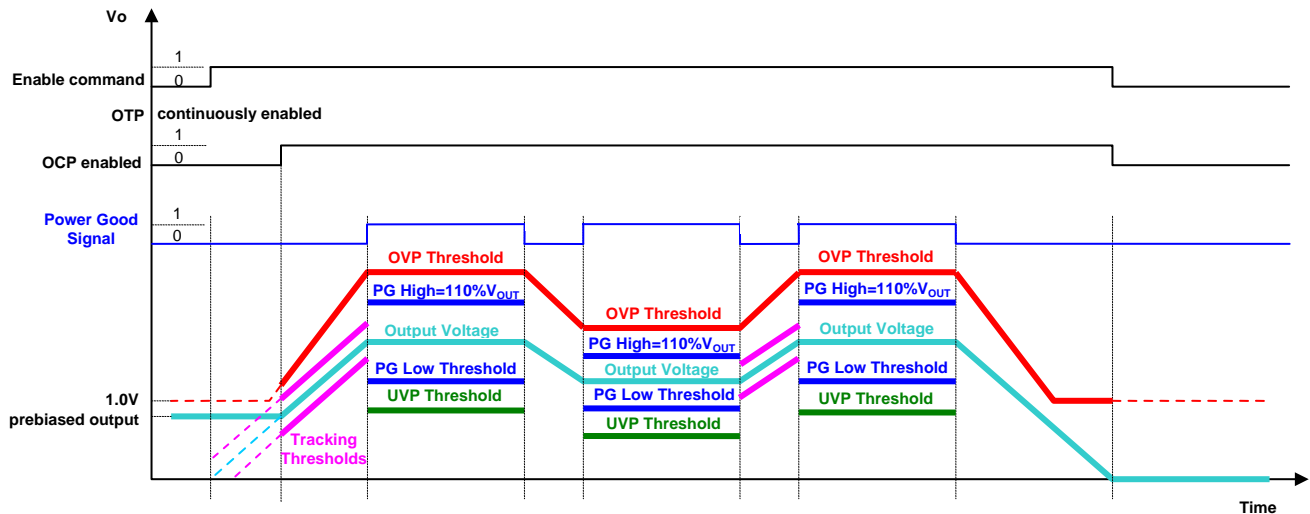 Vo
1
Enable command
0
OTP continuously enabled
1
OCP enabled
0
Power Good
Signal
1
0
OVP Threshold
OVP Threshold
PG High=110%VOUT
PG High=110%VOUT
OVP Threshold
Output Voltage
PG High=110%VOUT
Output Voltage
PG Low Threshold
Output Voltage
PG Low Threshold
UVP Threshold
PG Low Threshold
UVP Threshold
UVP Threshold
1.0V
prebiased output
Tracking
Thresholds
Time